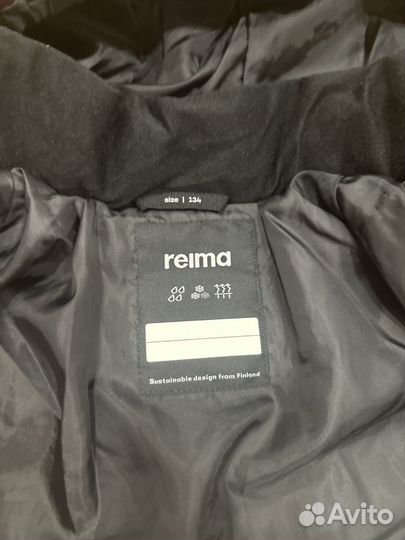 size | 134
reima
Sustainable design from Finland
Avito